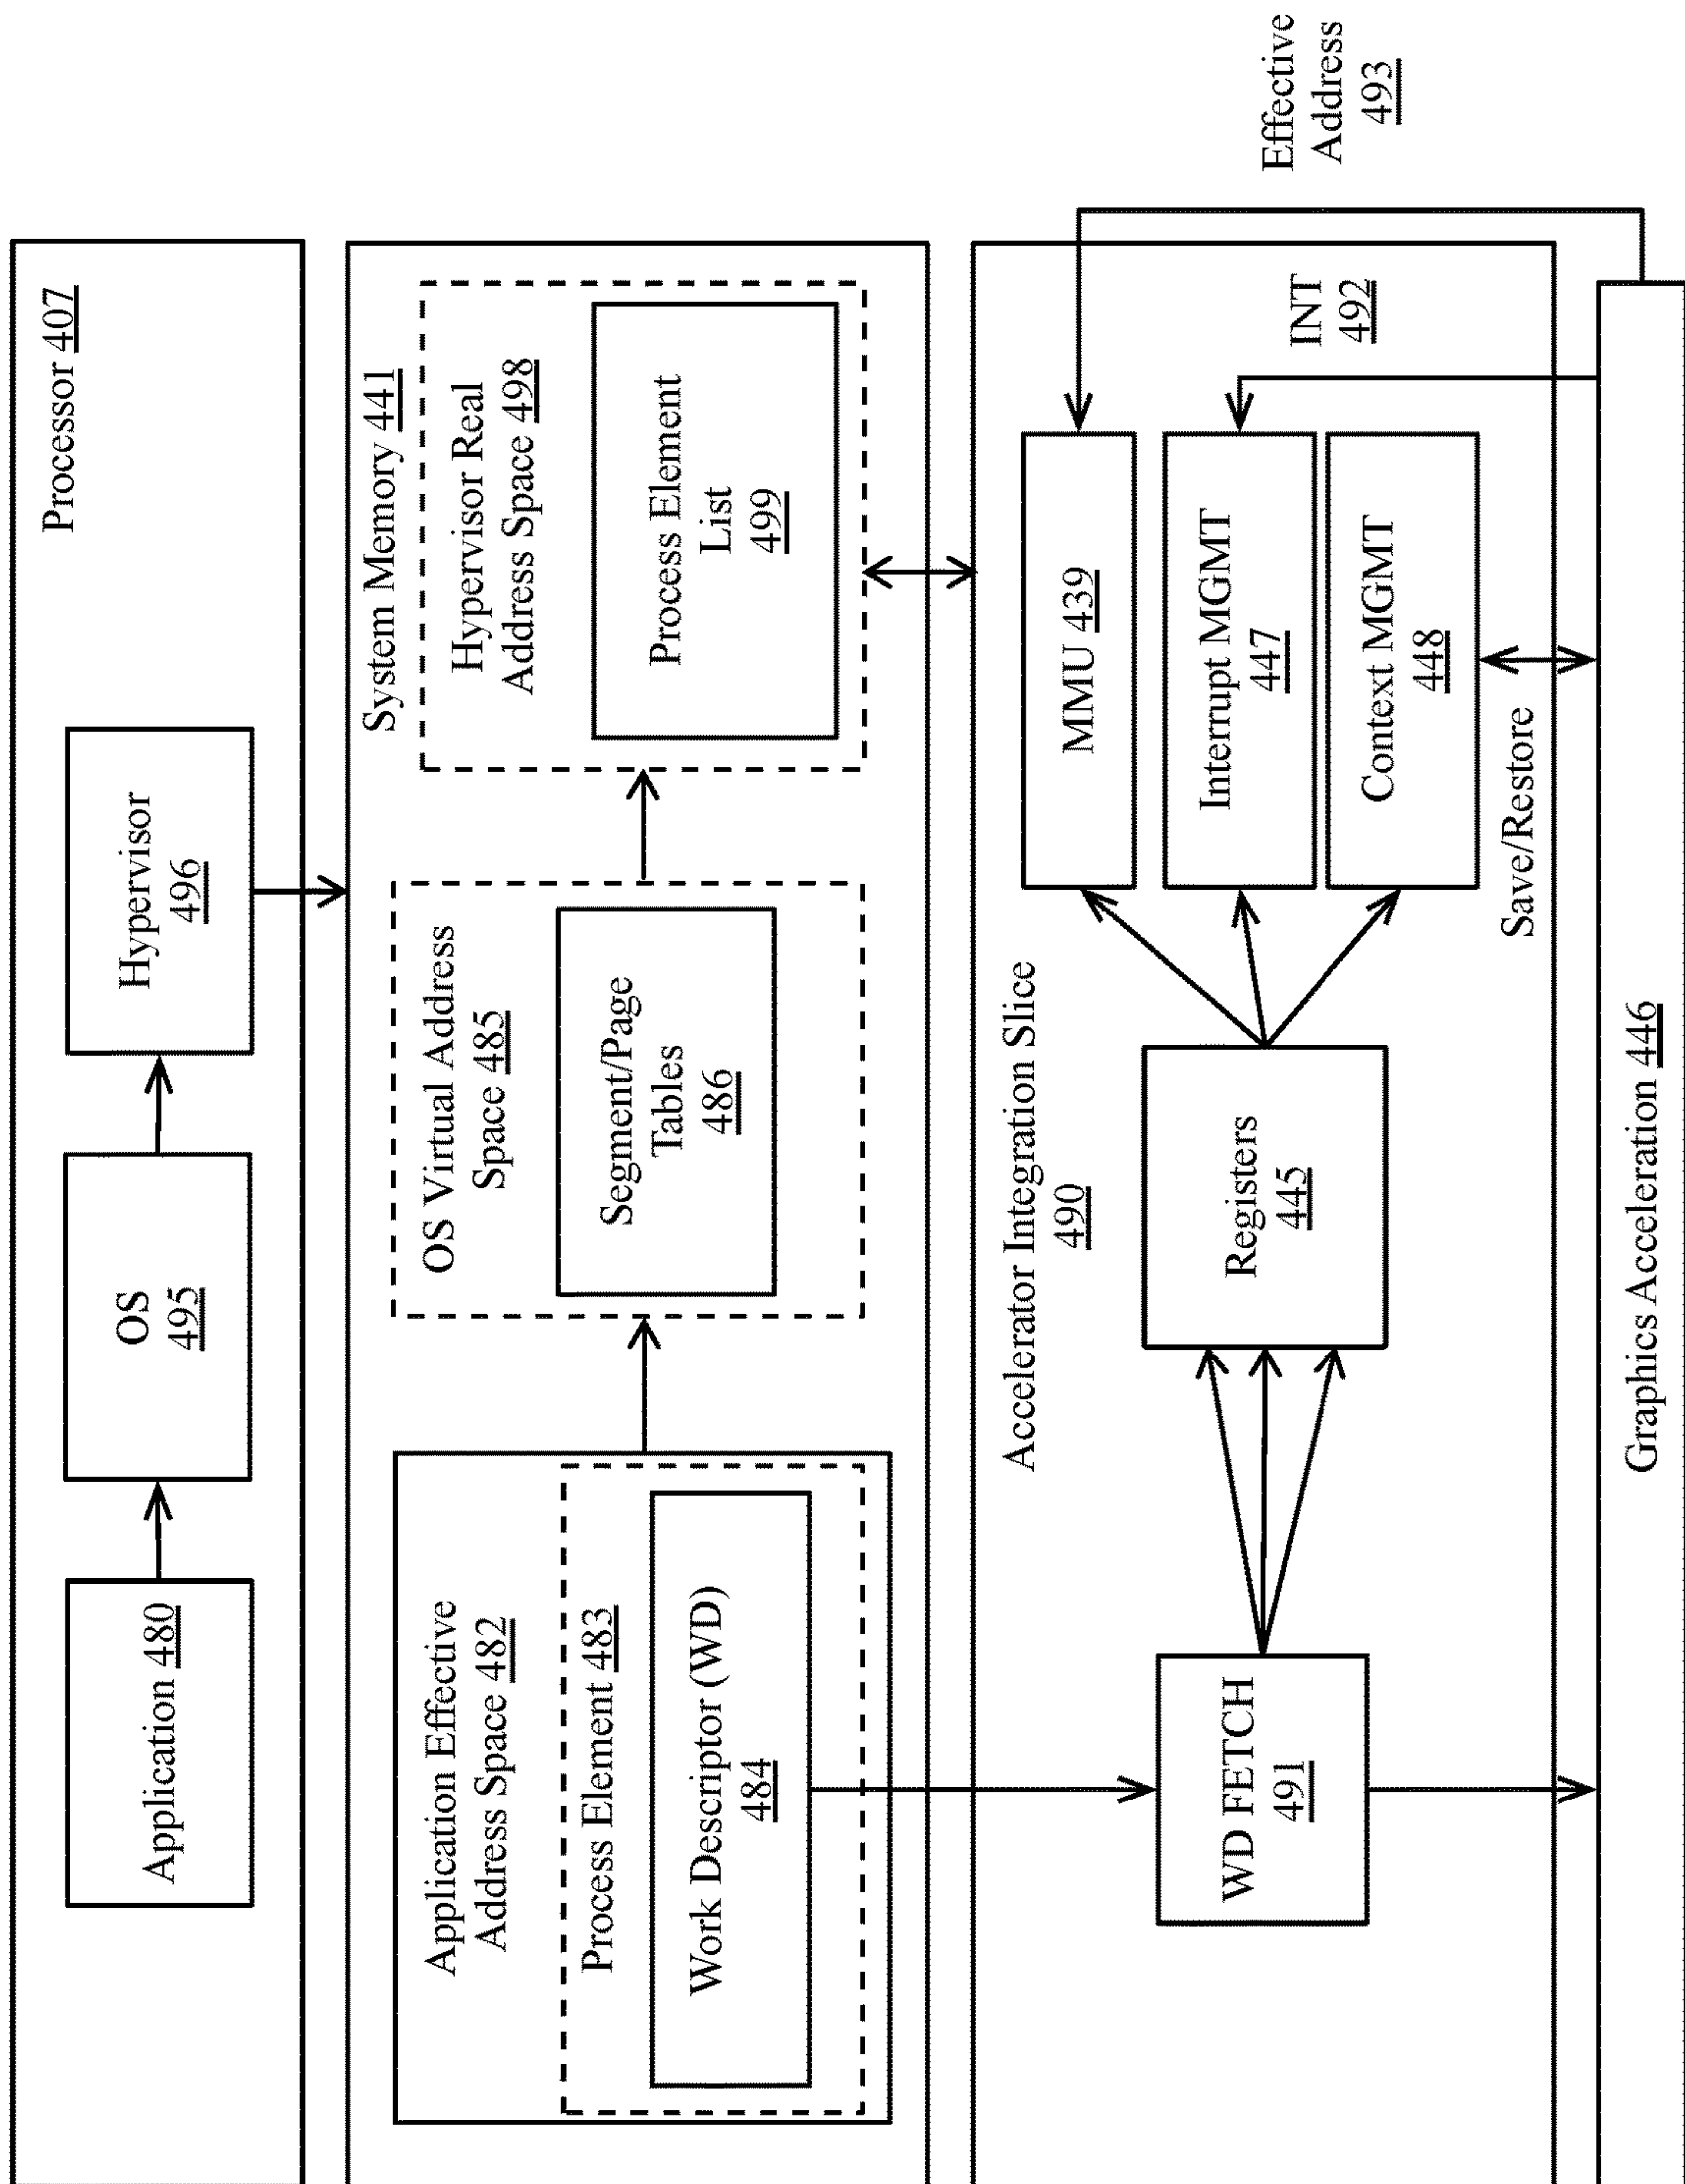 Processor 407
Application 480
OS
495
Hypervisor
496
System Memory 441
Application Effective
Address Space 482
Process Element 483
Work Descriptor (WD)
484
OS Virtual Address
Space 485
Segment/Page
Tables
486
Hypervisor Real
Address Space 498
Process Element
List
499
Accelerator Integration Slice
490
WD FETCH
491
Registers
445
MMU 439
Interrupt MGMT
447
Context MGMT
448
Save/Restore
INT
492
Effective
Address
493
Graphics Acceleration 446